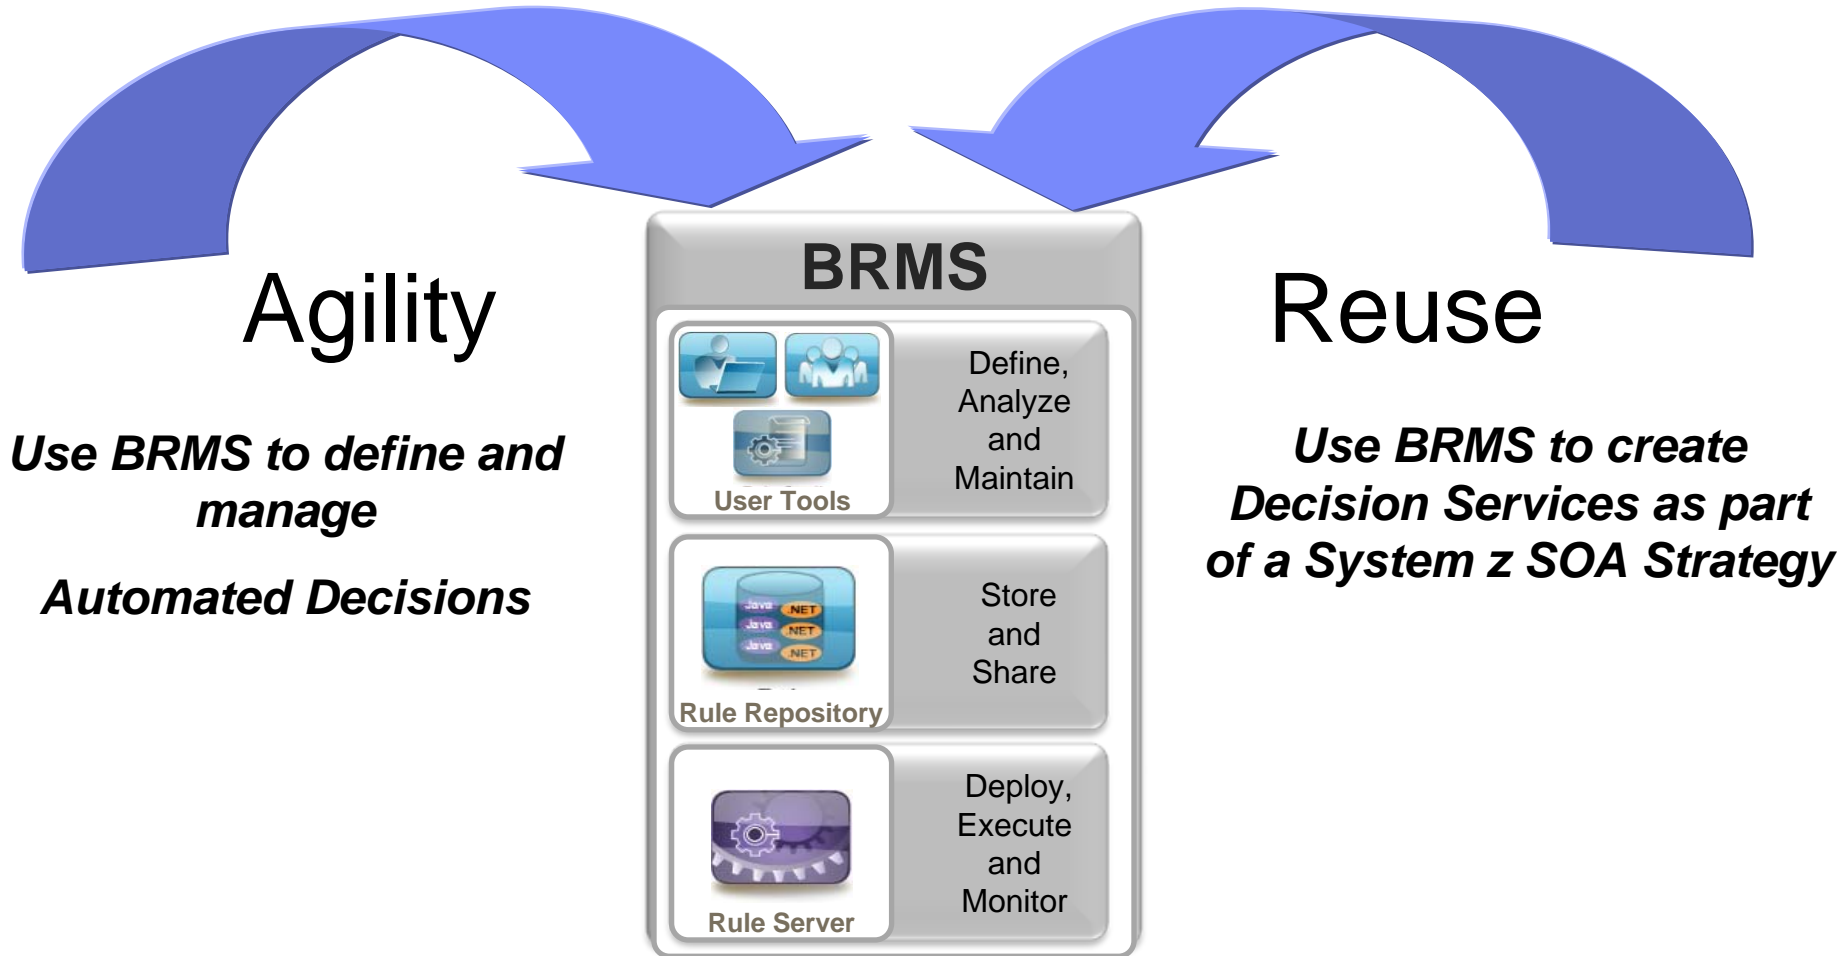 BRMS
Agility
Use BRMS to define and
manage
Automated Decisions
Define,
Analyze
and
Maintain
User Tools
Java .NET
Java .NET
Java .NET
Store
and
Share
Rule Repository
Deploy,
Execute
and
Monitor
Rule Server
Reuse
Use BRMS to create
Decision Services as part
of a System z SOA Strategy